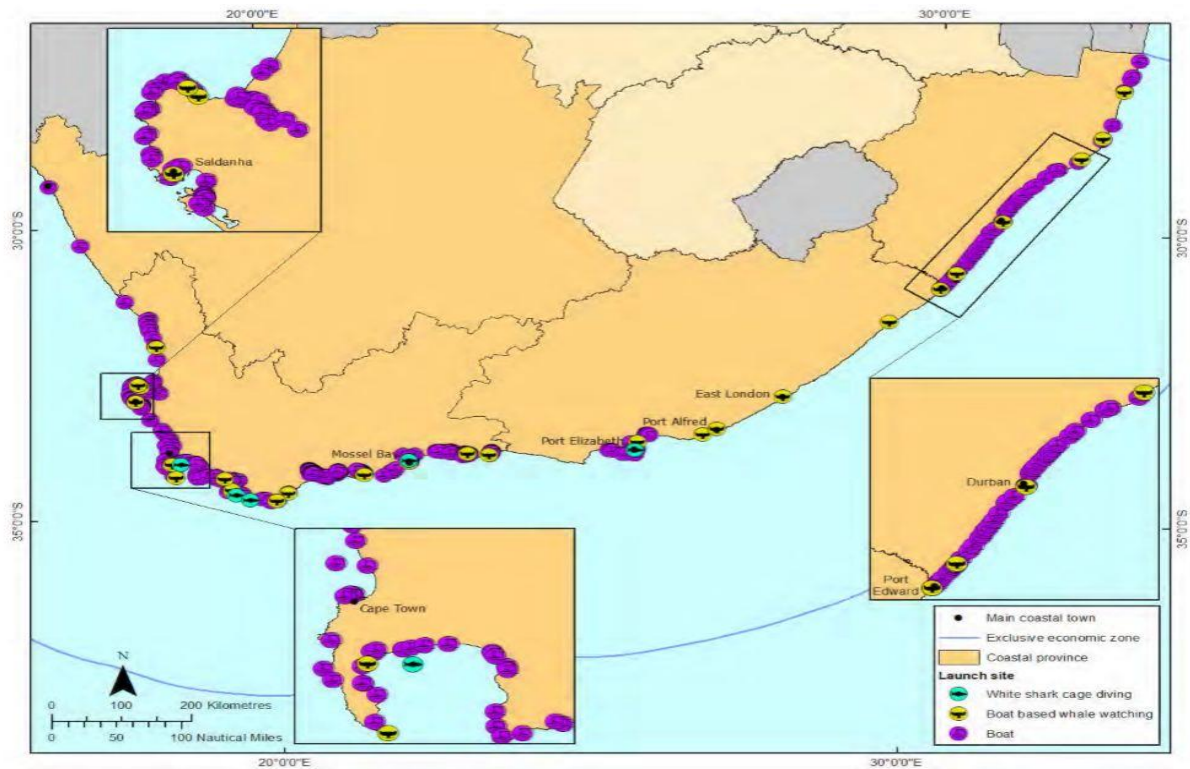 20°0'0"E
30°0'0"E
Saldanha
30°0'0"S
30°0'0"S
East London
Port Alfred
Port Elizabeth
Mossel Bay
35°0'0"S
35°0'0"S
Durban
Port
Edward
Cape Town
N
0 100 200 Kilometres
0 50 100 Nautical Miles
Main coastal town
Exclusive economic zone
Coastal province
Launch site
White shark cage diving
Boat based whale watching
Boat
20°0'0"E
30°0'0"E